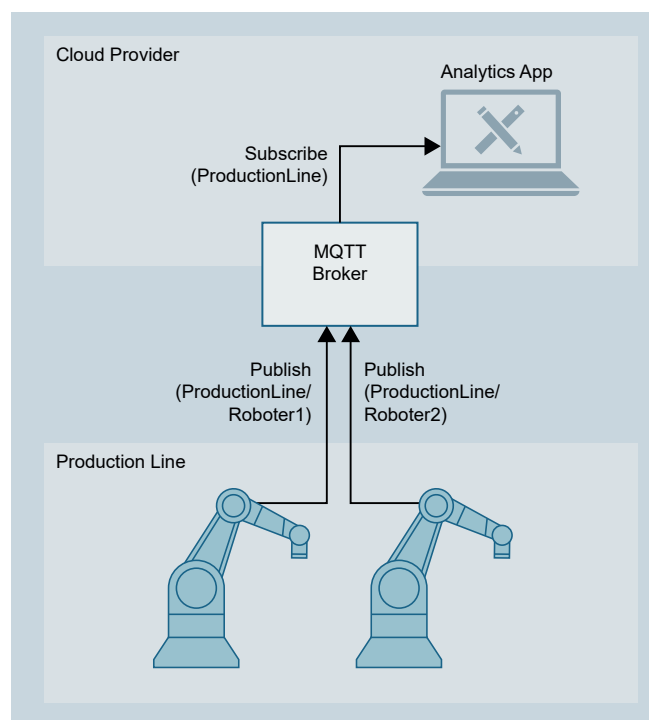 Cloud Provider
Analytics App
Subscribe
(ProductionLine)
MQTT
Broker
Publish
(ProductionLine/
Roboter1)
Publish
(ProductionLine/
Roboter2)
Production Line